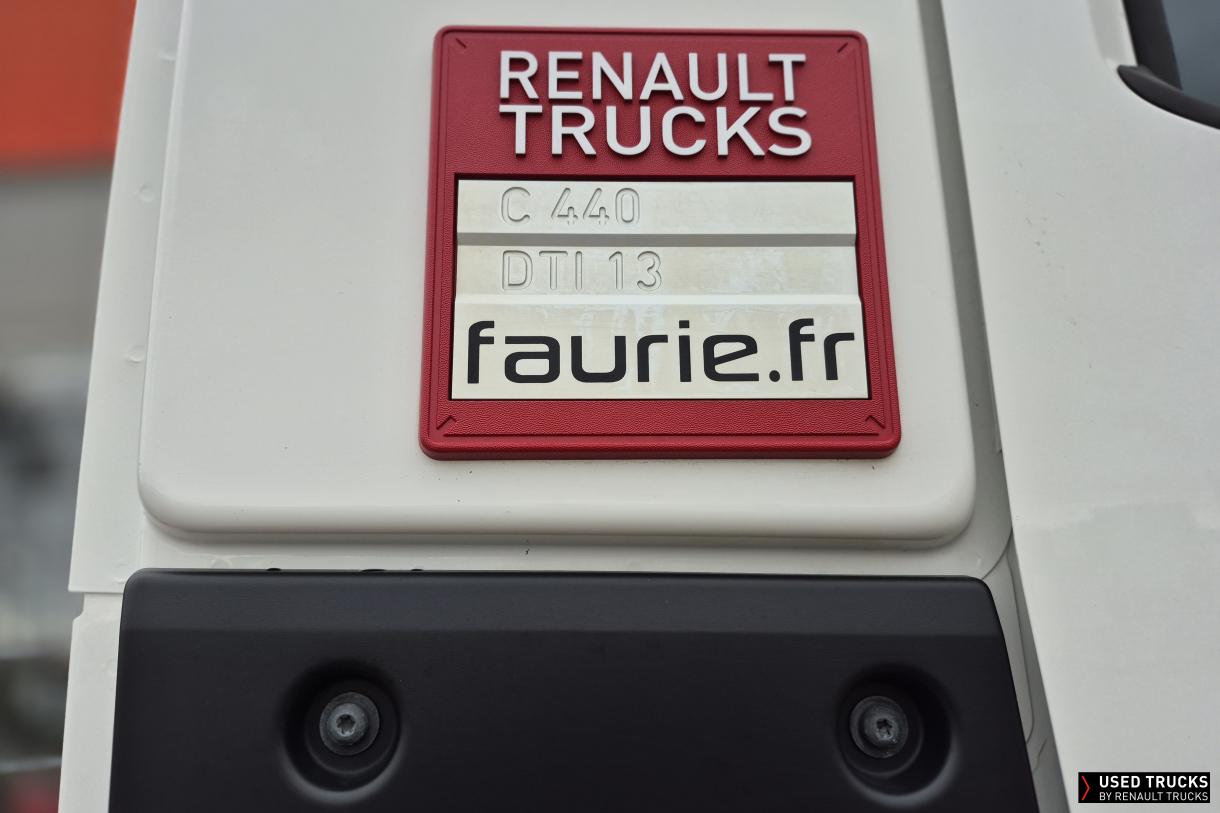 RENAULT
TRUCKS
C 440
DTI 13
faurie.fr
USED TRUCKS
BY RENAULT TRUCKS